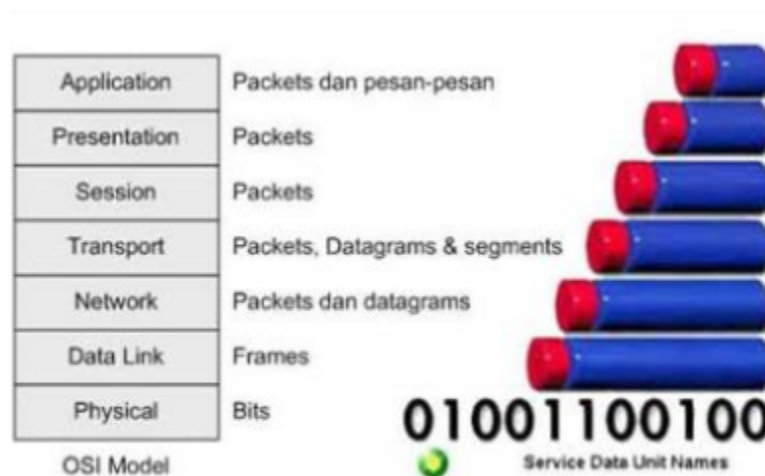 Application Packets dan pesan-pesan
Presentation Packets
Session Packets
Transport Packets, Datagrams & segments
Network Packets dan datagrams
Data Link Frames
Physical Bits 01001100100
OSI Model Service Data Unit Names